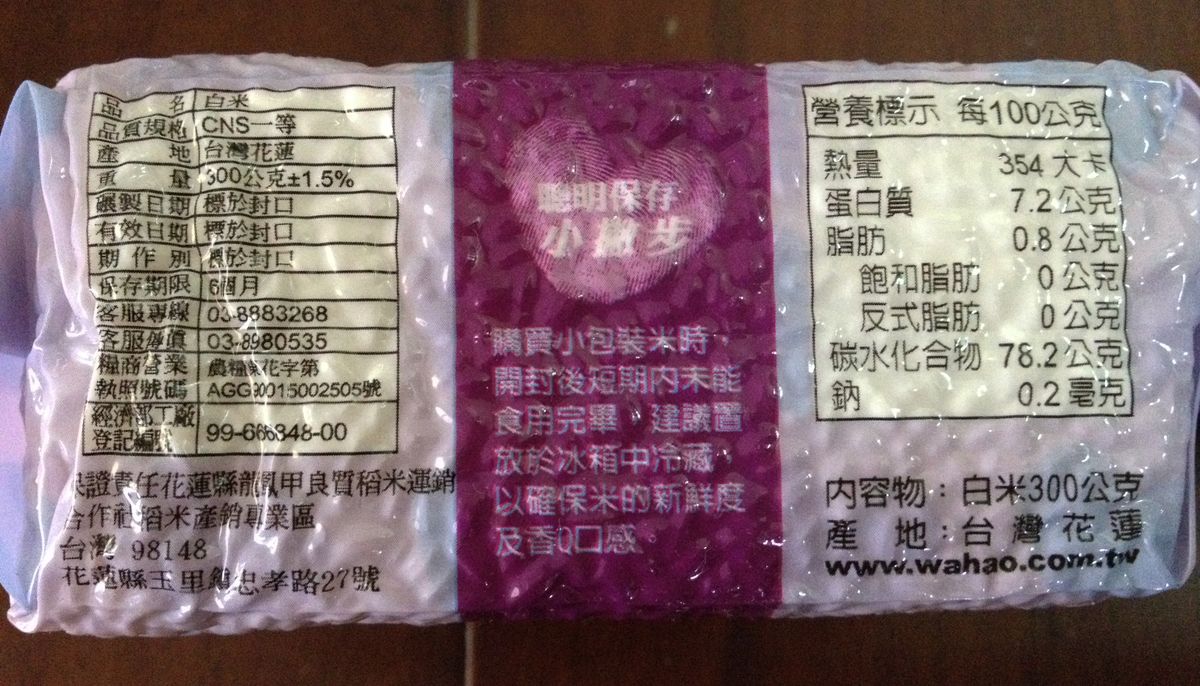 品名 白米
品質規格 CNS一等
產地 台灣花蓮
重量 300公克±1.5%
碾製日期 標於封口
有效日期 標於封口
期作別 標於封口
保存期限 6個月
客服專線 03-8883268
客服傳真 03-8980535
糧商營業 農糧 花字第
執照號碼 AGG 0015002505號
經濟部工廠
登記編號 99-666348-00
保證責任花蓮縣龍鳳甲良質稻米運銷
合作社稻米產銷專業區
台灣 98148
花蓮縣玉里鎮忠孝路27號
聰明保存
小撇步
購買小包裝米時，
開封後短期內未能
食用完畢，建議置
放於冰箱中冷藏，
以確保米的新鮮度
及香Q口感。
營養標示 每100公克
熱量 354 大卡
蛋白質 7.2 公克
脂肪 0.8 公克
飽和脂肪 0 公克
反式脂肪 0 公克
碳水化合物 78.2 公克
鈉 0.2 毫克
內容物：白米300公克
產地：台灣花蓮
www.wahao.com.tw